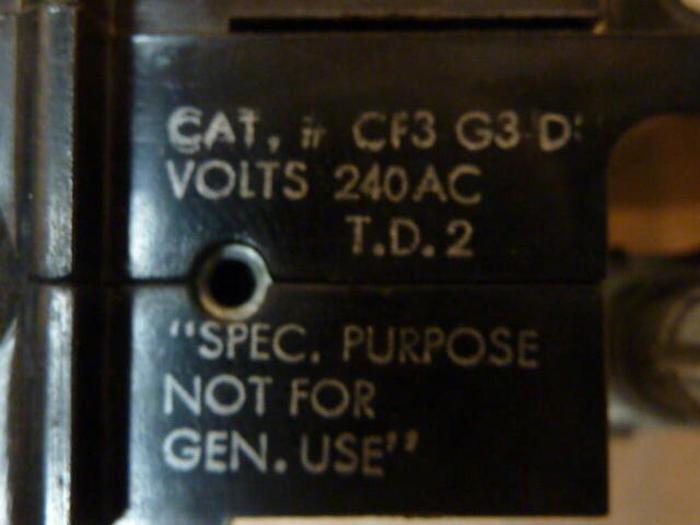 CAT. # CF3 G3 D
VOLTS 240AC
T.D. 2
"SPEC. PURPOSE
NOT FOR
GEN. USE"